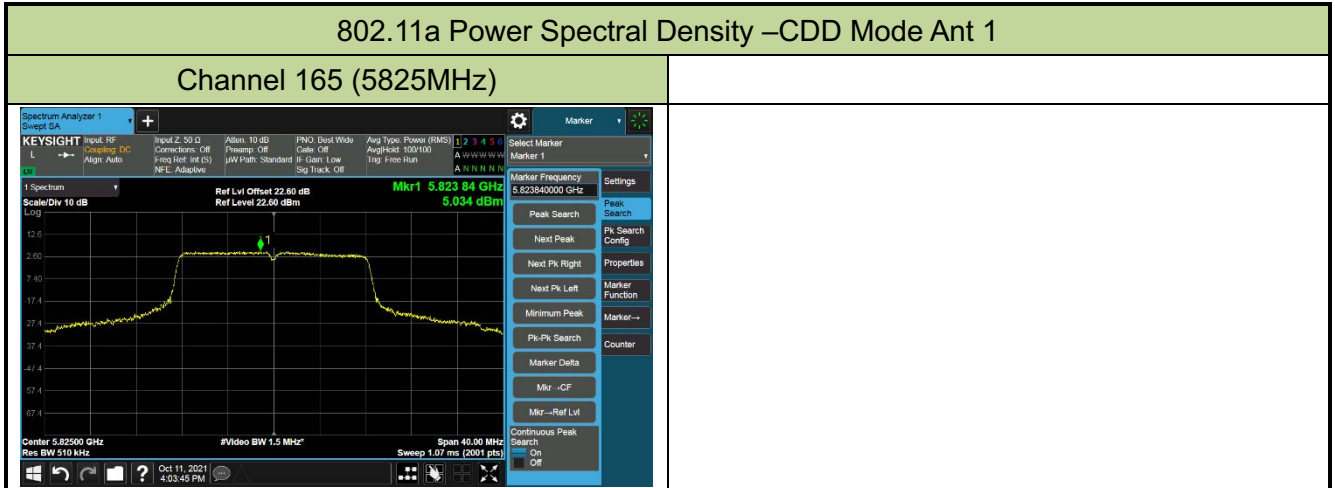 802.11a Power Spectral Density –CDD Mode Ant 1
Channel 165 (5825MHz)
Spectrum Analyzer 1
Swept SA
+
Marker
KEYSIGHT
L
Input: RF
Coupling: DC
Align: Auto
Input Z: 50 Ω
Corrections: Off
Freq Ref: Int (S)
NFE: Adaptive
Atten: 10 dB
Preamp: Off
µW Path: Standard
PNO: Best Wide
Gate: Off
IF Gain: Low
Sig Track: Off
Avg Type: Power (RMS)
Avg|Hold: 100/100
Trig: Free Run
1 2 3 4 5 6
A W W W W W
A N N N N N
Select Marker
Marker 1
1 Spectrum
Scale/Div 10 dB
Log
Ref Lvl Offset 22.60 dB
Ref Level 22.60 dBm
Mkr1 5.823 84 GHz
5.034 dBm
12.6
2.60
-7.40
-17.4
-27.4
-37.4
-47.4
-57.4
-67.4
1
Center 5.82500 GHz
Res BW 510 kHz
#Video BW 1.5 MHz*
Span 40.00 MHz
Sweep 1.07 ms (2001 pts)
Marker Frequency
5.823840000 GHz
Peak Search
Next Peak
Next Pk Right
Next Pk Left
Minimum Peak
Pk-Pk Search
Marker Delta
Mkr→CF
Mkr→Ref Lvl
Continuous Peak
Search
On
Off
Settings
Peak
Search
Pk Search
Config
Properties
Marker
Function
Marker→
Counter
?
Oct 11, 2021
4:03:45 PM